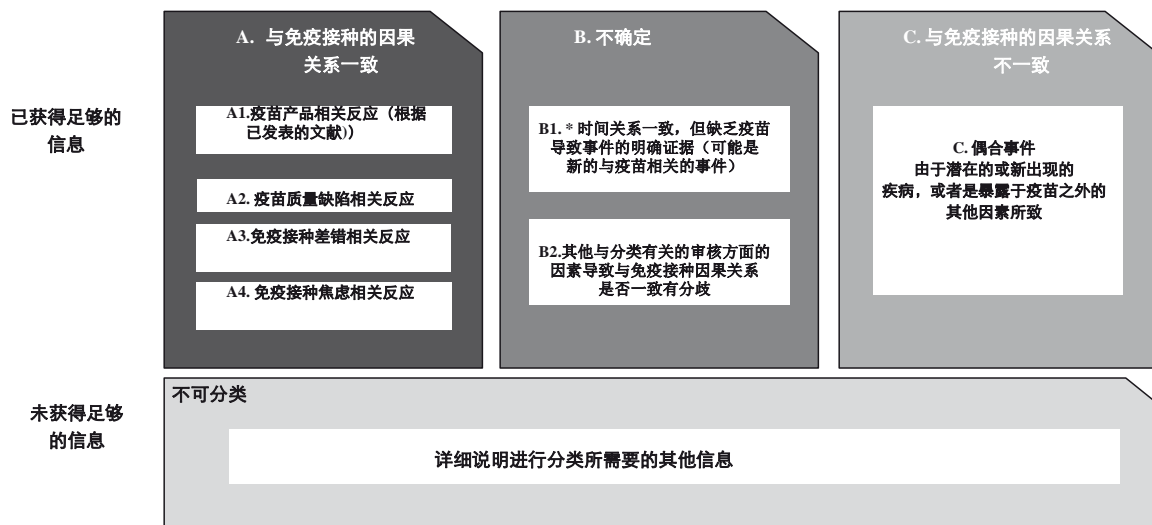 A. 与免疫接种的因果
关系一致
B. 不确定
C. 与免疫接种的因果关系
不一致
已获得足够的
信息
A1.疫苗产品相关反应（根据
已发表的文献)）
A2. 疫苗质量缺陷相关反应
A3.免疫接种差错相关反应
A4. 免疫接种焦虑相关反应
B1. * 时间关系一致，但缺乏疫苗
导致事件的明确证据（可能是
新的与疫苗相关的事件）
B2.其他与分类有关的审核方面的
因素导致与免疫接种因果关系
是否一致有分歧
C. 偶合事件
由于潜在的或新出现的
疾病，或者是暴露于疫苗之外的
其他因素所致
未获得足够
的信息
不可分类
详细说明进行分类所需要的其他信息